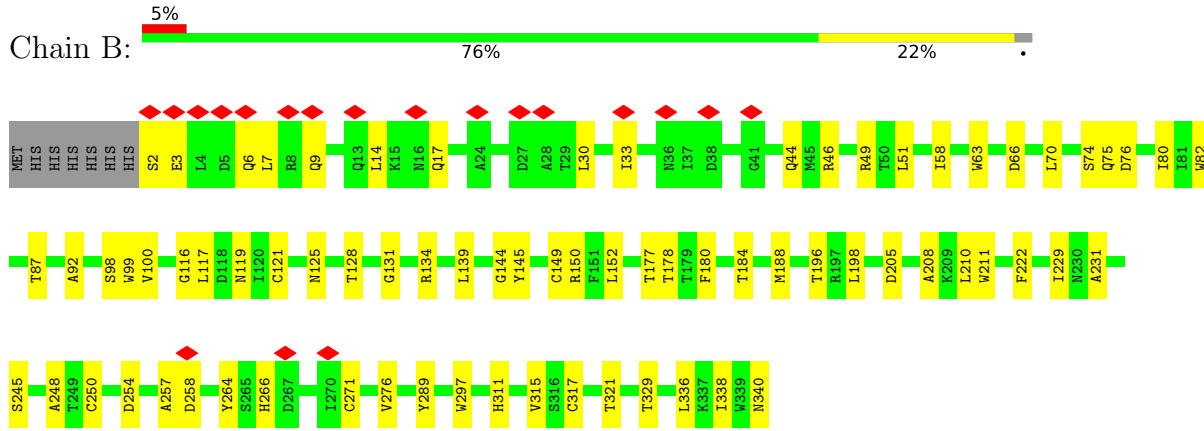 5%
Chain B:
76% 22% •
MET HIS HIS HIS HIS HIS HIS S2 E3 L4 D5 Q6 L7 R8 Q9 Q13 L14 K15 N16 Q17 A24 D27 A28 T29 L30 I33 N36 I37 D38 G41 Q44 M45 R46 R49 T50 L51 I58 W63 D66 L70 S74 Q75 D76 I80 I81 W82
T87 A92 S98 W99 V100 G116 L117 D118 N119 I120 C121 N125 T128 G131 R134 L139 G144 Y145 C149 R150 F151 L152 T177 T178 T179 F180 T184 M188 T196 R197 L198 D205 A208 K209 L210 W211 F222 I229 N230 A231
S245 A248 T249 C250 D254 A257 D258 Y264 S265 H266 D267 I270 C271 V276 Y289 W297 H311 V315 S316 C317 T321 T329 L336 K337 I338 W339 N340